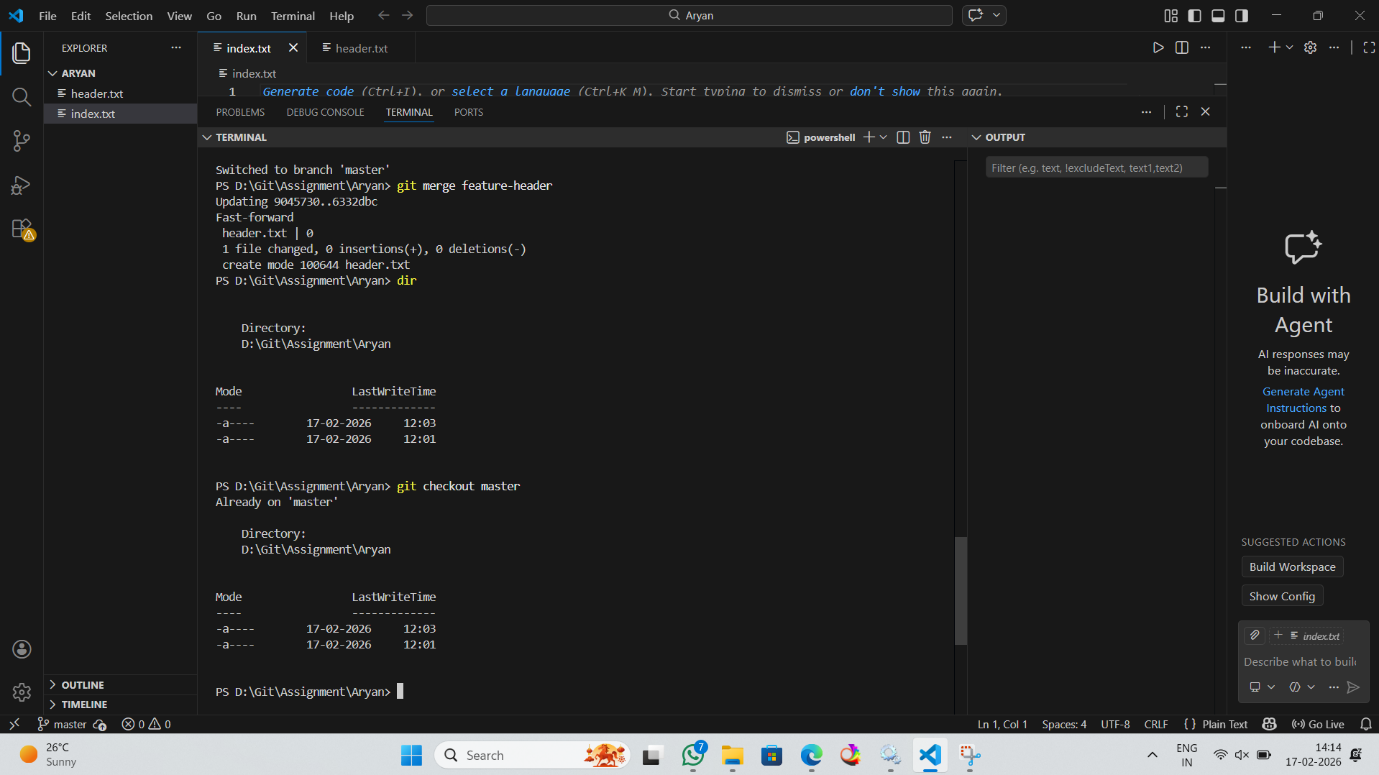 File Edit Selection View Go Run Terminal Help
Aryan
EXPLORER
ARYAN
header.txt
index.txt
OUTLINE
TIMELINE
index.txt
header.txt
index.txt
1 Generate code (Ctrl+I), or select a language (Ctrl+K M). Start typing to dismiss or don't show this again.
PROBLEMS DEBUG CONSOLE TERMINAL PORTS
TERMINAL
powershell
Switched to branch 'master'
PS D:\Git\Assignment\Aryan> git merge feature-header
Updating 9045730..6332dbc
Fast-forward
header.txt | 0
1 file changed, 0 insertions(+), 0 deletions(-)
create mode 100644 header.txt
PS D:\Git\Assignment\Aryan> dir
Directory:
D:\Git\Assignment\Aryan
Mode LastWriteTime
---- -------------
-a---- 17-02-2026 12:03
-a---- 17-02-2026 12:01
PS D:\Git\Assignment\Aryan> git checkout master
Already on 'master'
Directory:
D:\Git\Assignment\Aryan
Mode LastWriteTime
---- -------------
-a---- 17-02-2026 12:03
-a---- 17-02-2026 12:01
PS D:\Git\Assignment\Aryan>
OUTPUT
Filter (e.g. text, !excludeText, text1,text2)
Build with
Agent
AI responses may
be inaccurate.
Generate Agent
Instructions to
onboard AI onto
your codebase.
SUGGESTED ACTIONS
Build Workspace
Show Config
index.txt
Describe what to buil
master
0 0
Ln 1, Col 1 Spaces: 4 UTF-8 CRLF { } Plain Text Go Live
26°C
Sunny
Search
7
ENG
IN
14:14
17-02-2026